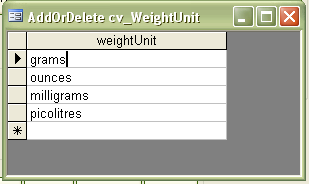 AddOrDelete cv_WeightUnit
weightUnit
grams
ounces
milligrams
picolitres